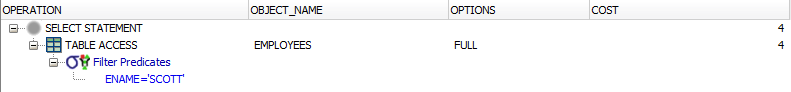 OPERATION OBJECT_NAME OPTIONS COST
SELECT STATEMENT 4
TABLE ACCESS EMPLOYEES FULL 4
Filter Predicates
ENAME='SCOTT'